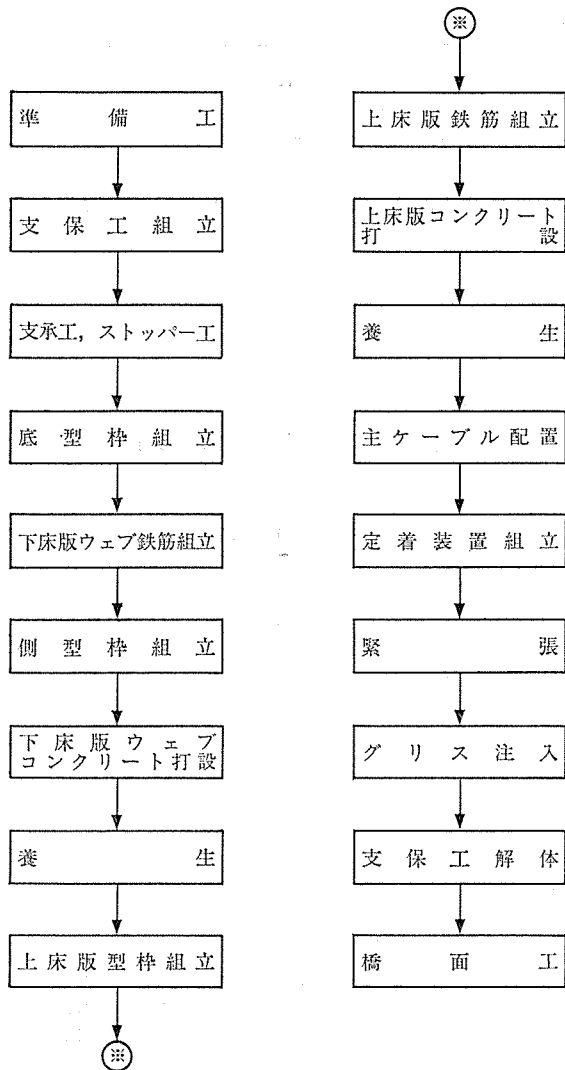 準備工
支保工組立
支承工，ストッパー工
底型枠組立
下床版ウェブ鉄筋組立
側型枠組立
下床版ウェブ
コンクリート打設
養生
上床版型枠組立
※
※
上床版鉄筋組立
上床版コンクリート
打設
養生
主ケーブル配置
定着装置組立
緊張
グリス注入
支保工解体
橋面工